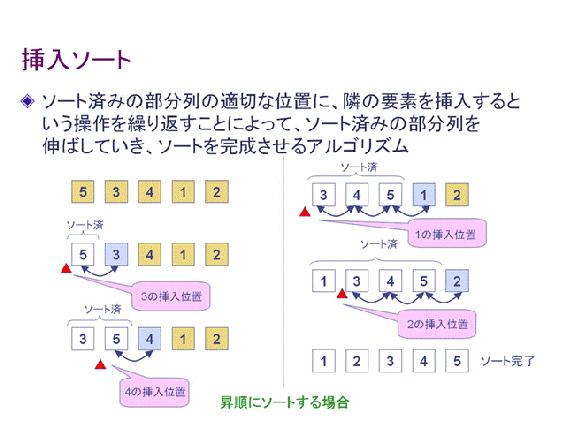 挿入ソート
ソート済みの部分列の適切な位置に、隣の要素を挿入すると
いう操作を繰り返すことによって、ソート済みの部分列を
伸ばしていき、ソートを完成させるアルゴリズム
5 3 4 1 2
ソート済
5 3 4 1 2
3の挿入位置
ソート済
3 5 4 1 2
4の挿入位置
ソート済
3 4 5 1 2
1の挿入位置
ソート済
1 3 4 5 2
2の挿入位置
1 2 3 4 5 ソート完了
昇順にソートする場合